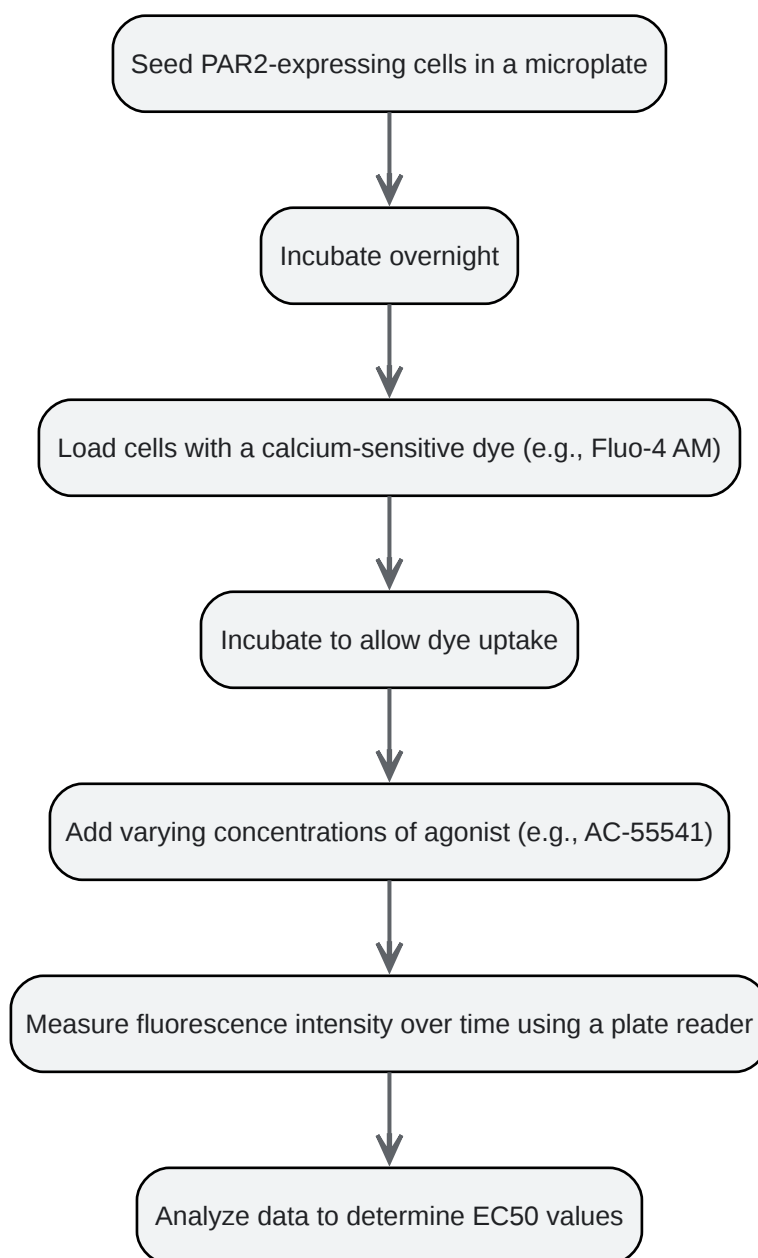 Seed PAR2-expressing cells in a microplate
Incubate overnight
Load cells with a calcium-sensitive dye (e.g., Fluo-4 AM)
Incubate to allow dye uptake
Add varying concentrations of agonist (e.g., AC-55541)
Measure fluorescence intensity over time using a plate reader
Analyze data to determine EC50 values